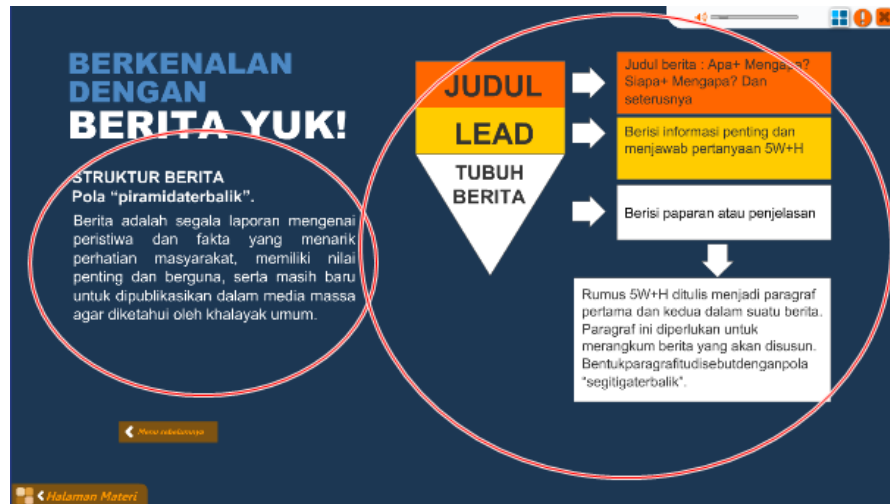 BERKENALAN
DENGAN
BERITA YUK!
STRUKTUR BERITA
Pola “piramidaterbalik”.
Berita adalah segala laporan mengenai
peristiwa dan fakta yang menarik
perhatian masyarakat, memiliki nilai
penting dan berguna, serta masih baru
untuk dipublikasikan dalam media massa
agar diketahui oleh khalayak umum.
JUDUL
Judul berita : Apa+ Mengapa?
Siapa+ Mengapa? Dan
seterusnya
LEAD
Berisi informasi penting dan
menjawab pertanyaan 5W+H
TUBUH
BERITA
Berisi paparan atau penjelasan
Rumus 5W+H ditulis menjadi paragraf
pertama dan kedua dalam suatu berita.
Paragraf ini diperlukan untuk
merangkum berita yang akan disusun.
Bentukparagrafitudisebutdenganpola
“segitigaterbalik”.
Menu sebelumnya
Halaman Materi